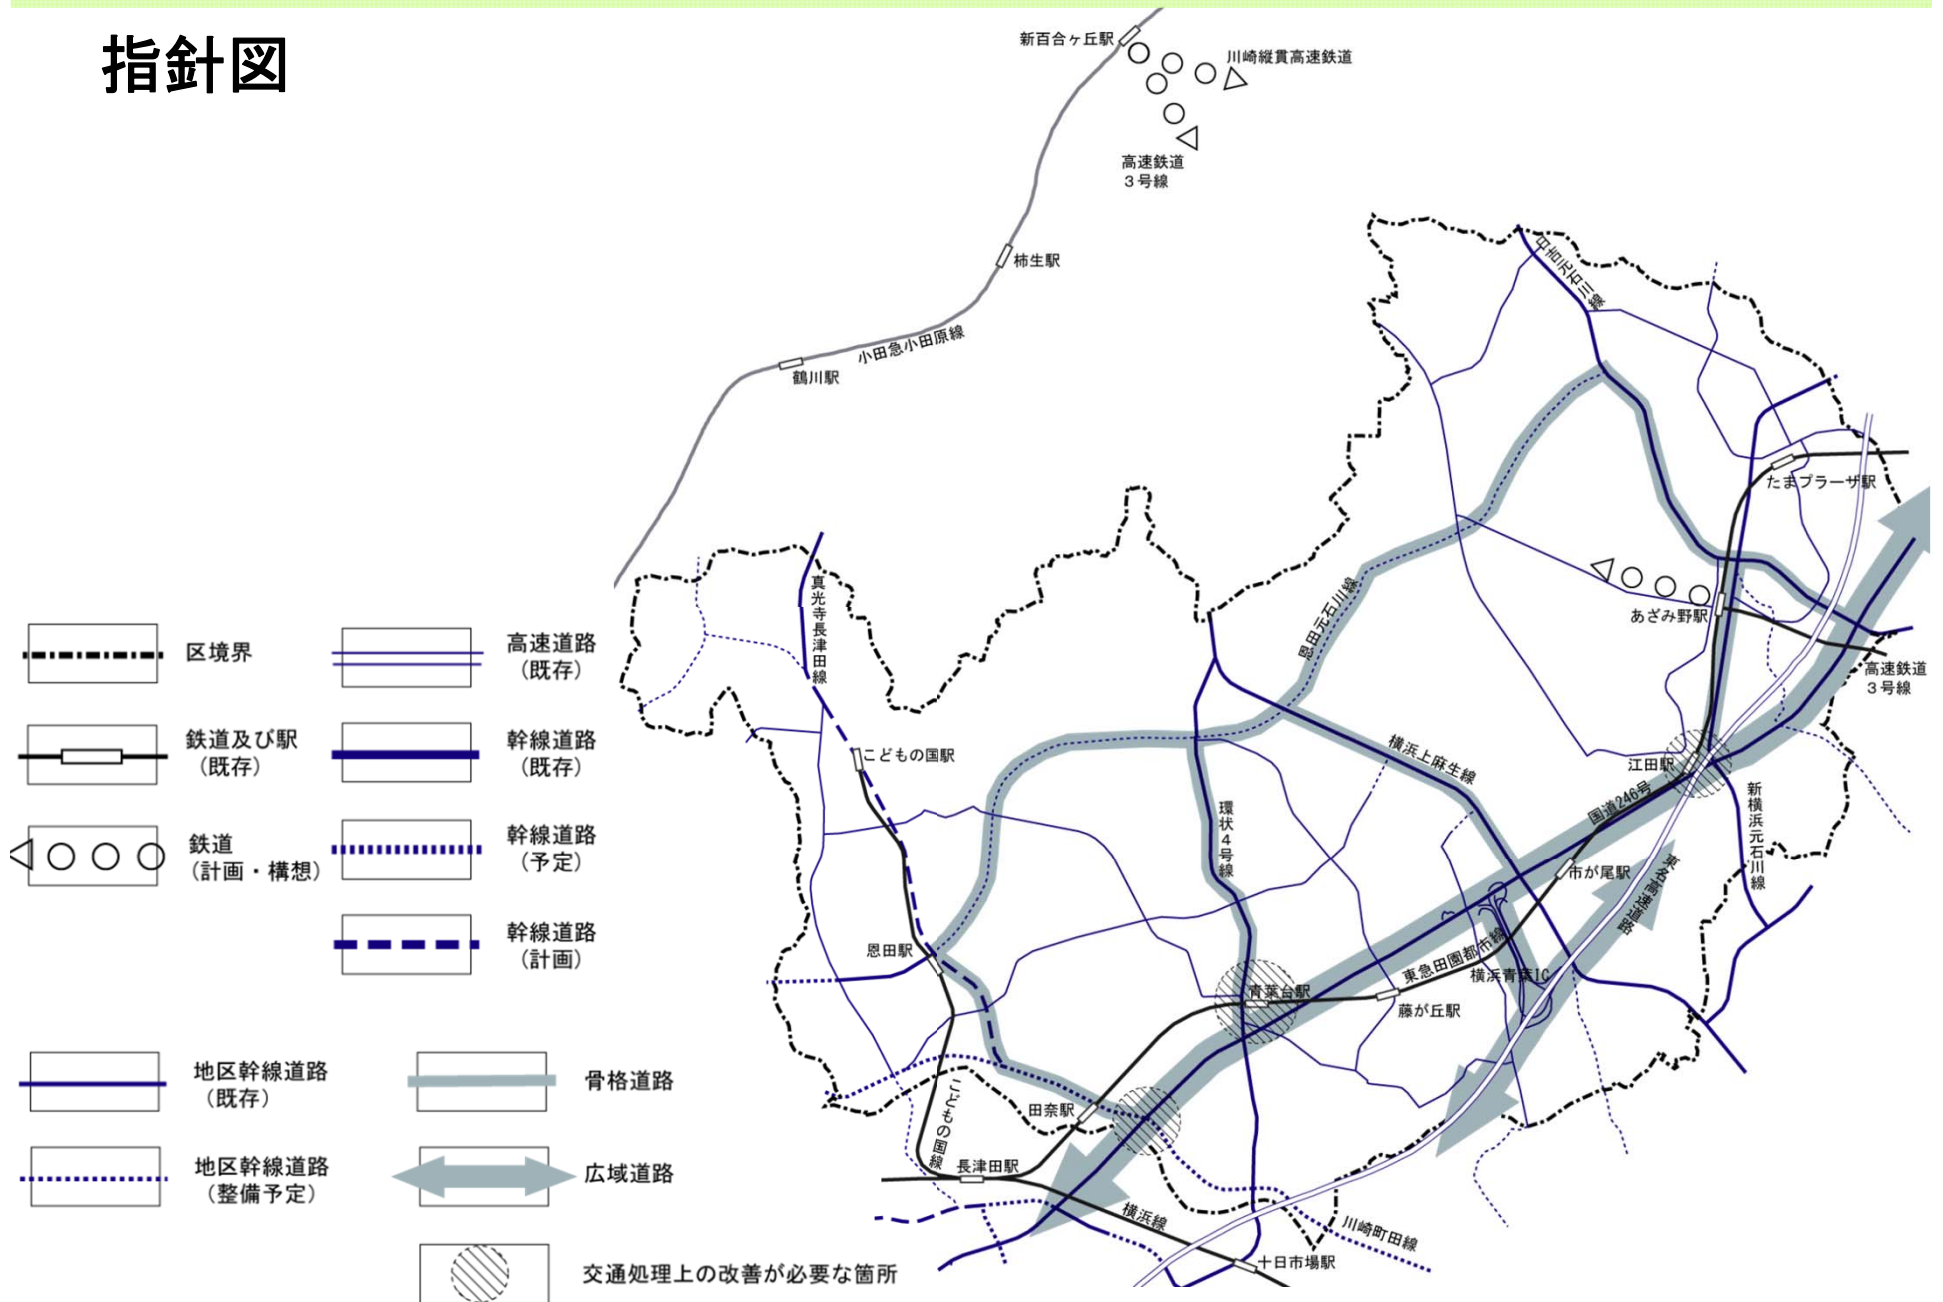 指針図
新百合ヶ丘駅
川崎縦貫高速鉄道
高速鉄道
3号線
柿生駅
小田急小田原線
鶴川駅
日吉元石川線
たまプラーザ駅
あざみ野駅
高速鉄道
3号線
恩田元石川線
真光寺長津田線
こどもの国駅
横浜上麻生線
環状4号線
江田駅
国道246号
新横浜元石川線
市が尾駅
東名高速道路
恩田駅
東急田園都市線
横浜青葉IC
青葉台駅
藤が丘駅
田奈駅
こどもの国線
長津田駅
横浜線
川崎町田線
十日市場駅
区境界
高速道路
(既存)
鉄道及び駅
(既存)
幹線道路
(既存)
鉄道
(計画・構想)
幹線道路
(予定)
幹線道路
(計画)
地区幹線道路
(既存)
骨格道路
地区幹線道路
(整備予定)
広域道路
交通処理上の改善が必要な箇所